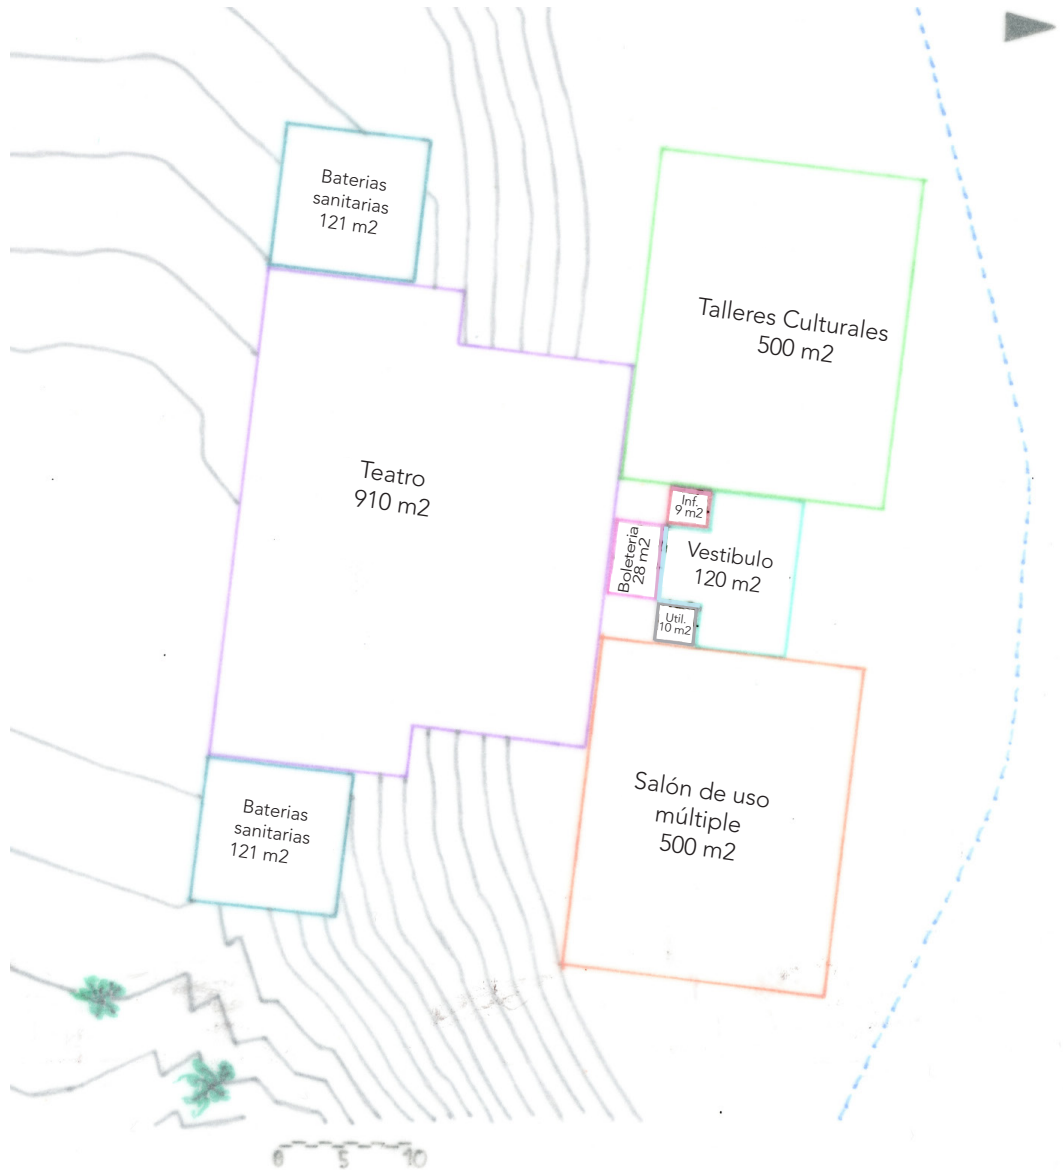 Baterias
sanitarias
121 m2
Talleres Culturales
500 m2
Teatro
910 m2
Inf.
9 m2
Boleteria
28 m2
Vestibulo
120 m2
Util.
10 m2
Salón de uso
múltiple
500 m2
Baterias
sanitarias
121 m2
0 5 10